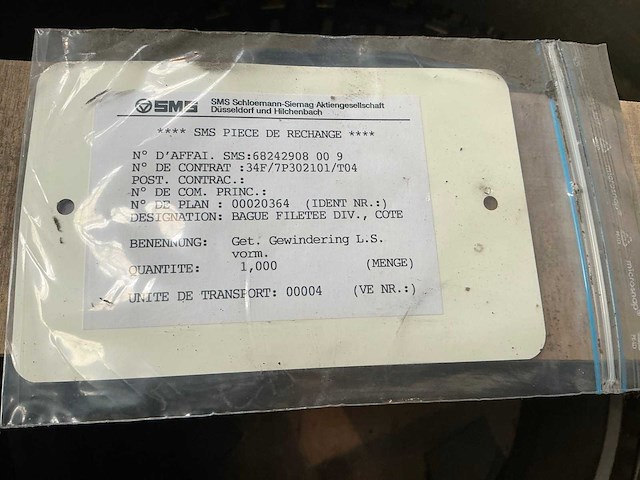 SMS SMS Schloemann-Siemag Aktiengesellschaft
Düsseldorf und Hilchenbach
**** SMS PIECE DE RECHANGE ****
N° D'AFFAI. SMS:68242908 00 9
N° DE CONTRAT :34F/7P302101/T04
POST. CONTRAC.:
N° DE COM. PRINC.:
N° DE PLAN : 00020364 (IDENT NR.:)
DESIGNATION: BAGUE FILETEE DIV., COTE
BENENNUNG: Get. Gewindering L.S.
vorm.
QUANTITE: 1,000 (MENGE)
UNITE DE TRANSPORT: 00004 (VE NR.:)